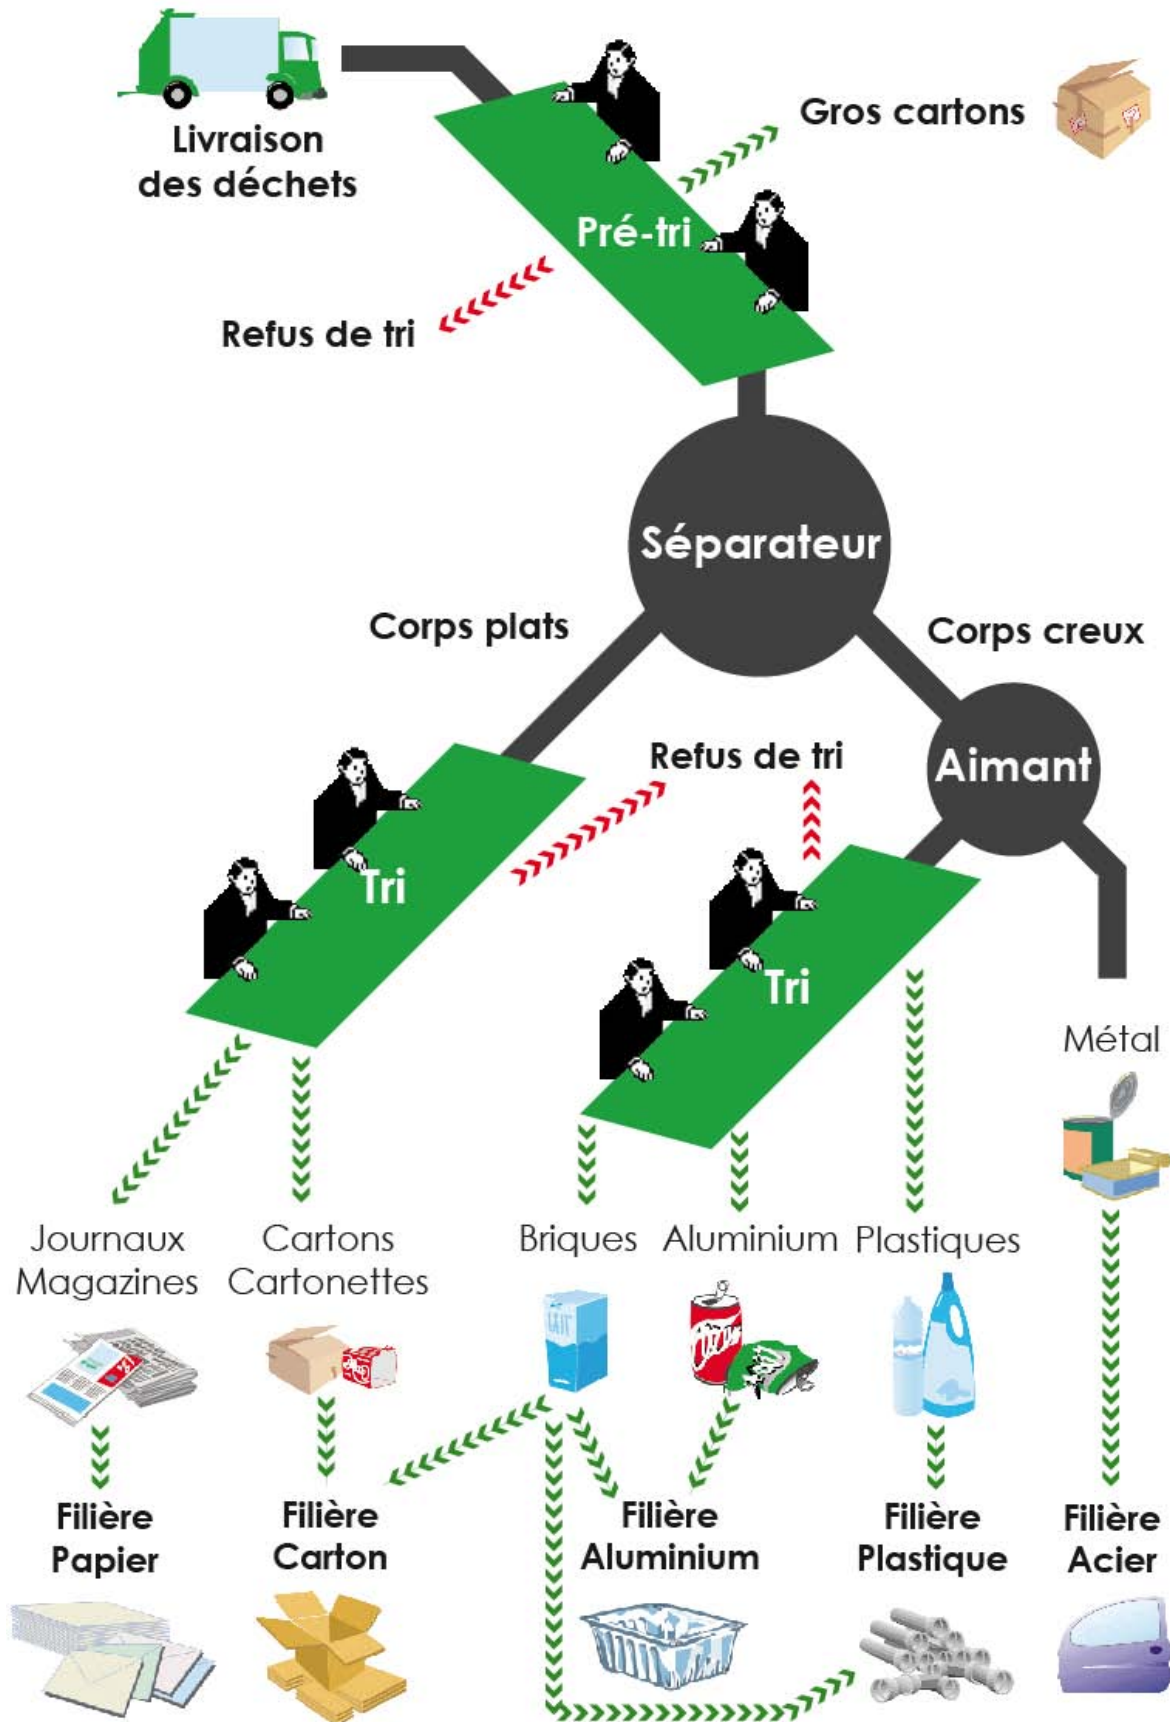 Livraison
des déchets
Gros cartons
Pré-tri
Refus de tri
Séparateur
Corps plats
Corps creux
Refus de tri
Aimant
Tri
Tri
Métal
Journaux
Magazines
Cartons
Cartonettes
Briques
Aluminium
Plastiques
LAIT
Filière
Papier
Filière
Carton
Filière
Aluminium
Filière
Plastique
Filière
Acier